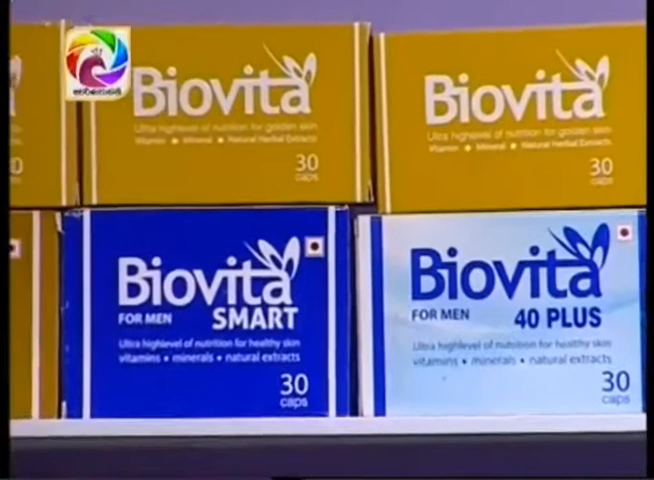 Biovita
Ultra highlevel of nutrition for golden skin
Vitamin • Mineral • Natural Herbal Extracts
30
caps
Biovita
Ultra highlevel of nutrition for golden skin
Vitamin • Mineral • Natural Herbal Extracts
30
caps
Biovita
FOR MEN SMART
Ultra highlevel of nutrition for healthy skin
vitamins • minerals • natural extracts
30
caps
Biovita
FOR MEN 40 PLUS
Ultra highlevel of nutrition for healthy skin
vitamins • minerals • natural extracts
30
caps